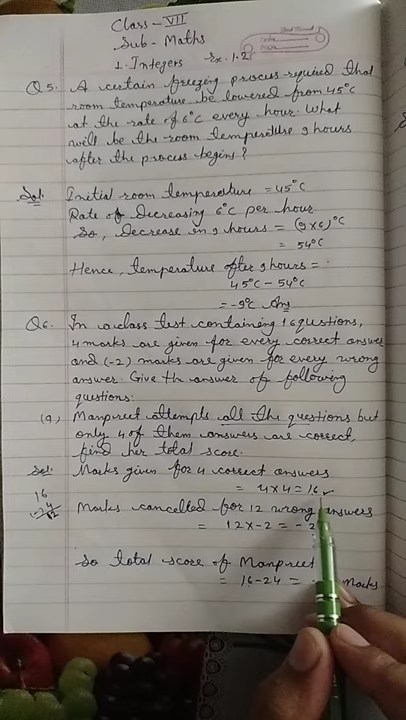 Class - VII
Sub - Maths
1. Integers Ex. 1.2
Q5. A certain freezing process required that
room temperature be lowered from 45°C
at the rate of 6°C every hour. What
will be the room temperature 9 hours
after the process begins?
Sol. Initial room temperature = 45°C
Rate of Decreasing 6°C per hour
So, Decrease in 9 hours = (9×6)°C
= 54°C
Hence, temperature after 9 hours =
45°C - 54°C
= -9°C Ans
Q6. In a class test containing 16 qustions,
4 marks are given for every correct answer
and (-2) marks are given for every wrong
answer. Give the answer of following
questions.
(a) Manpreet attempts all the questions but
only 4 of them answers are correct,
find her total score.
Sol. Marks given for 4 correct answers
= 4×4 = 16
16
-4
12
Marks cancelled for 12 wrong answers
= 12×-2 = -2
So total score of Manpreet
= 16-24 = Marks